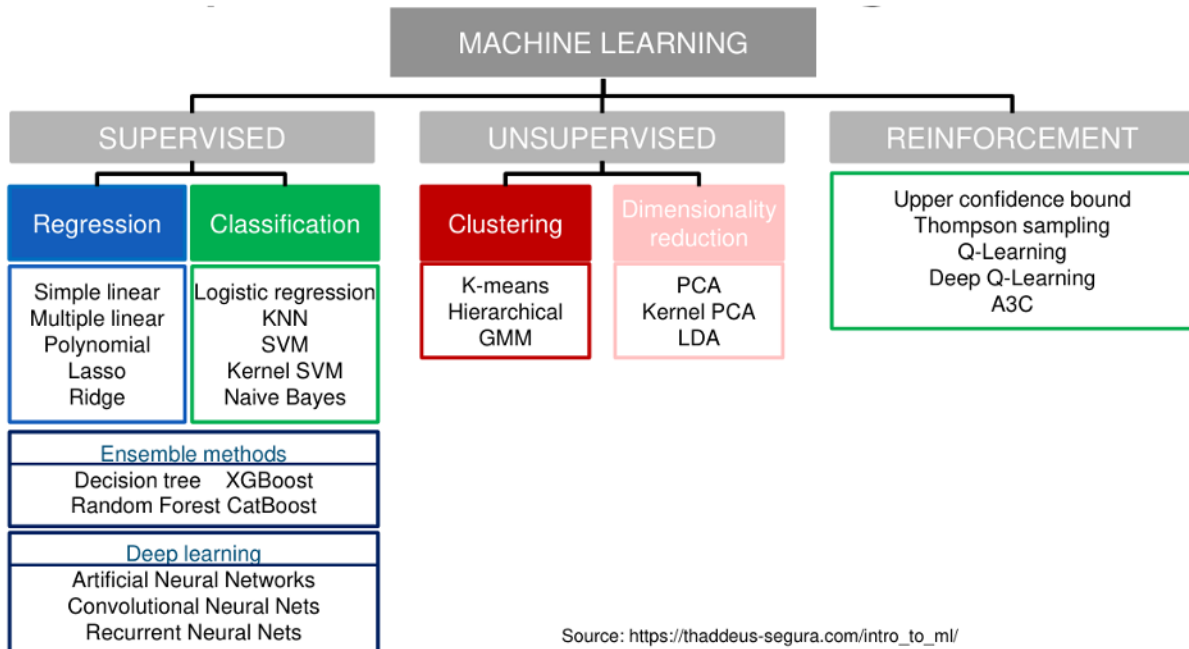 MACHINE LEARNING
SUPERVISED
UNSUPERVISED
REINFORCEMENT
Regression
Classification
Clustering
Dimensionality
reduction
Simple linear
Multiple linear
Polynomial
Lasso
Ridge
Logistic regression
KNN
SVM
Kernel SVM
Naive Bayes
K-means
Hierarchical
GMM
PCA
Kernel PCA
LDA
Upper confidence bound
Thompson sampling
Q-Learning
Deep Q-Learning
A3C
Ensemble methods
Decision tree XGBoost
Random Forest CatBoost
Deep learning
Artificial Neural Networks
Convolutional Neural Nets
Recurrent Neural Nets
Source: https://thaddeus-segura.com/intro_to_ml/